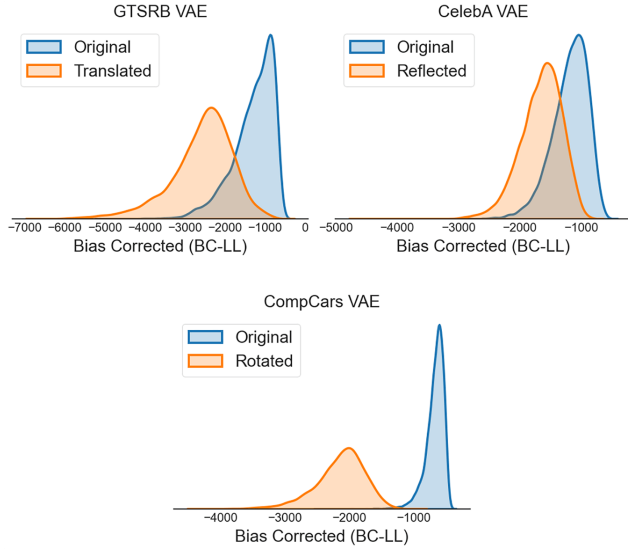 GTSRB VAE
Original
Translated
−7000 −6000 −5000 −4000 −3000 −2000 −1000 0
Bias Corrected (BC-LL)
CelebA VAE
Original
Reflected
−5000 −4000 −3000 −2000 −1000
Bias Corrected (BC-LL)
CompCars VAE
Original
Rotated
−4000 −3000 −2000 −1000
Bias Corrected (BC-LL)